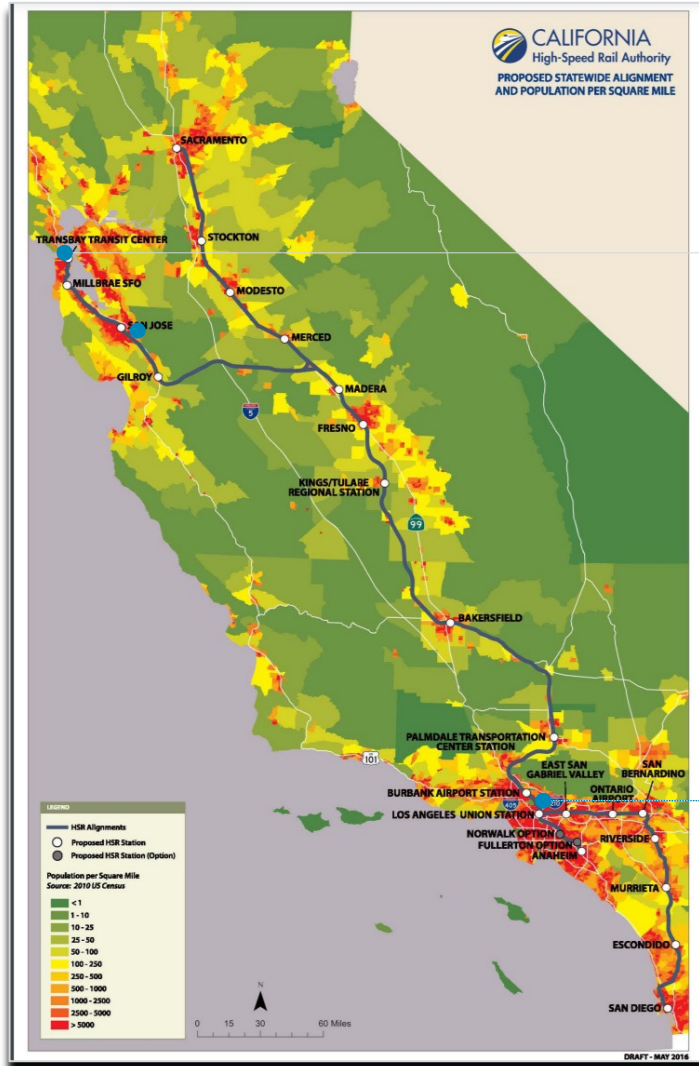 CALIFORNIA
High-Speed Rail Authority
PROPOSED STATEWIDE ALIGNMENT
AND POPULATION PER SQUARE MILE
SACRAMENTO
STOCKTON
TRANSBAY TRANSIT CENTER
MILLBRAE SFO
MODESTO
SAN JOSE
MERCED
GILROY
MADERA
5
FRESNO
KINGS/TULARE
REGIONAL STATION
99
BAKERSFIELD
PALMDALE TRANSPORTATION
CENTER STATION
101
EAST SAN
GABRIEL VALLEY
SAN
BERNARDINO
ONTARIO
AIRPORT
BURBANK AIRPORT STATION
405
210
LOS ANGELES UNION STATION
NORWALK OPTION
FULLERTON OPTION
ANAHEIM
RIVERSIDE
MURRIETA
ESCONDIDO
SAN DIEGO
LEGEND
HSR Alignments
Proposed HSR Station
Proposed HSR Station (Option)
Population per Square Mile
Source: 2010 US Census
< 1
1 - 10
10 - 25
25 - 50
50 - 100
100 - 250
250 - 500
500 - 1000
1000 - 2500
2500 - 5000
> 5000
N
0 15 30 60 Miles
DRAFT - MAY 2016